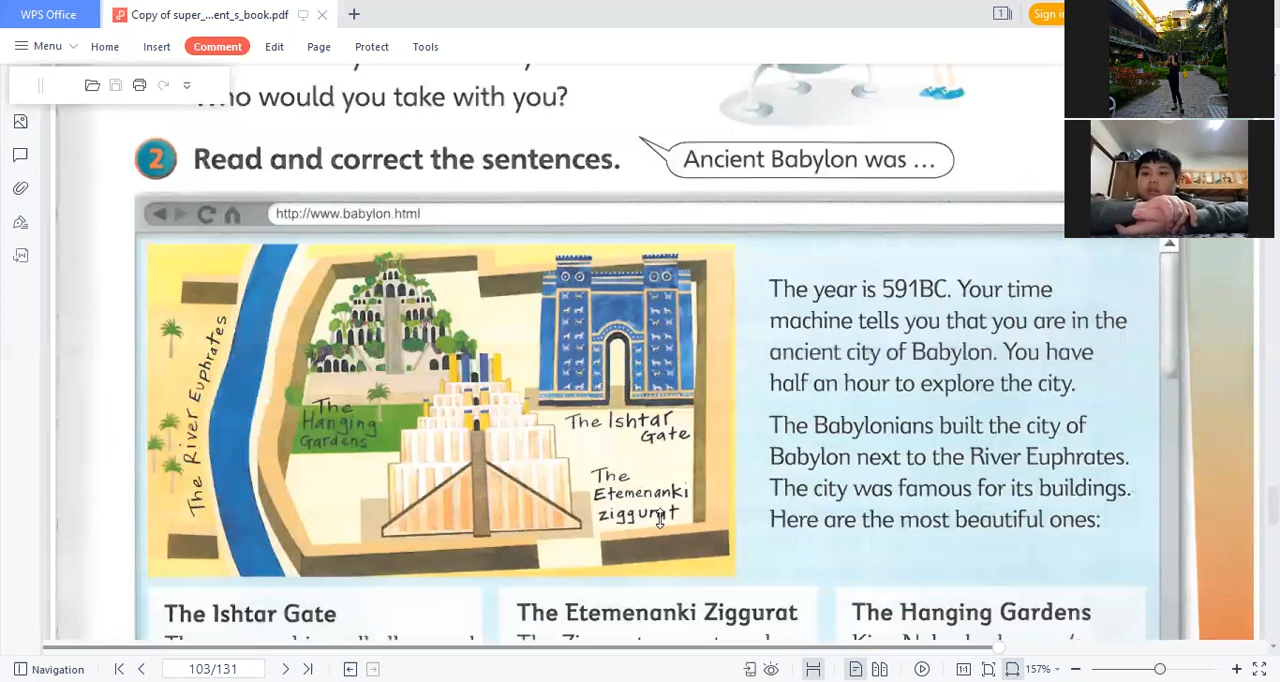 WPS Office
Copy of super_...ent_s_book.pdf
1
Sign in
Menu
Home
Insert
Comment
Edit
Page
Protect
Tools
would you take with you?
2 Read and correct the sentences.
Ancient Babylon was ...
http://www.babylon.html
The River Euphrates
The
Hanging
Gardens
The Ishtar
Gate
The
Etemenanki
ziggurat
The year is 591BC. Your time
machine tells you that you are in the
ancient city of Babylon. You have
half an hour to explore the city.
The Babylonians built the city of
Babylon next to the River Euphrates.
The city was famous for its buildings.
Here are the most beautiful ones:
The Ishtar Gate
The Etemenanki Ziggurat
The Hanging Gardens
Navigation
103/131
157%